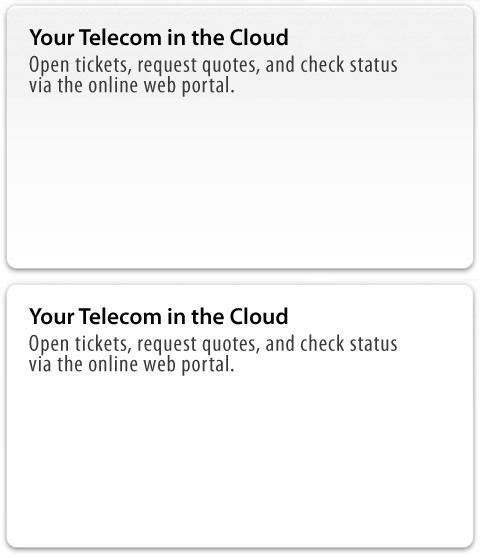 Your Telecom in the Cloud
Open tickets, request quotes, and check status
via the online web portal.
Your Telecom in the Cloud
Open tickets, request quotes, and check status
via the online web portal.